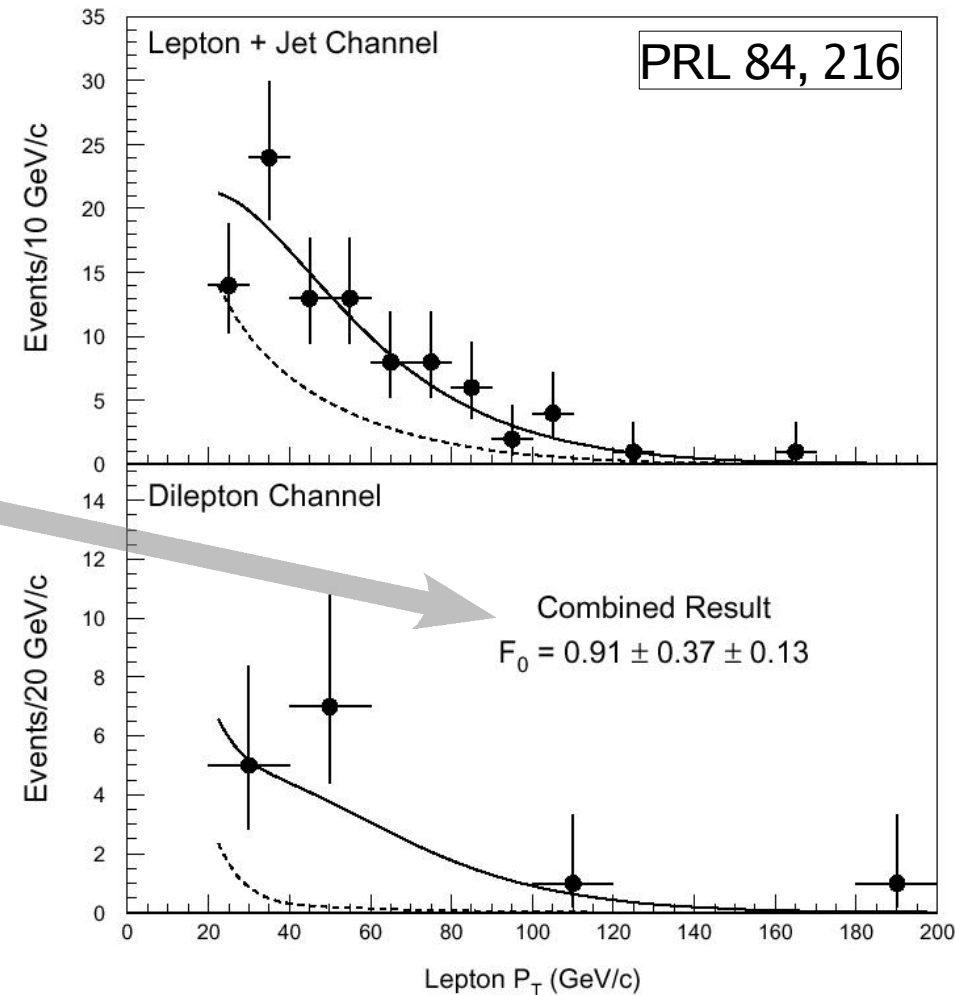 35
Lepton + Jet Channel
PRL 84, 216
30
25
20
15
10
5
0
Events/10 GeV/c
Dilepton Channel
14
12
10
8
6
4
2
0
Events/20 GeV/c
Combined Result
F₀ = 0.91 ± 0.37 ± 0.13
0 20 40 60 80 100 120 140 160 180 200
Lepton P_T (GeV/c)